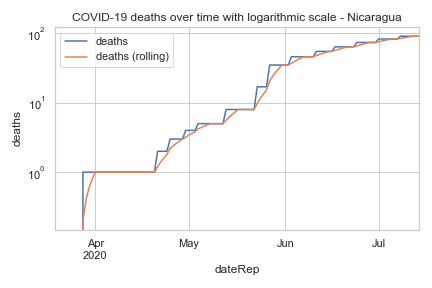 COVID-19 deaths over time with logarithmic scale - Nicaragua
deaths
deaths (rolling)
10²
10¹
10⁰
deaths
Apr
2020
May
Jun
Jul
dateRep